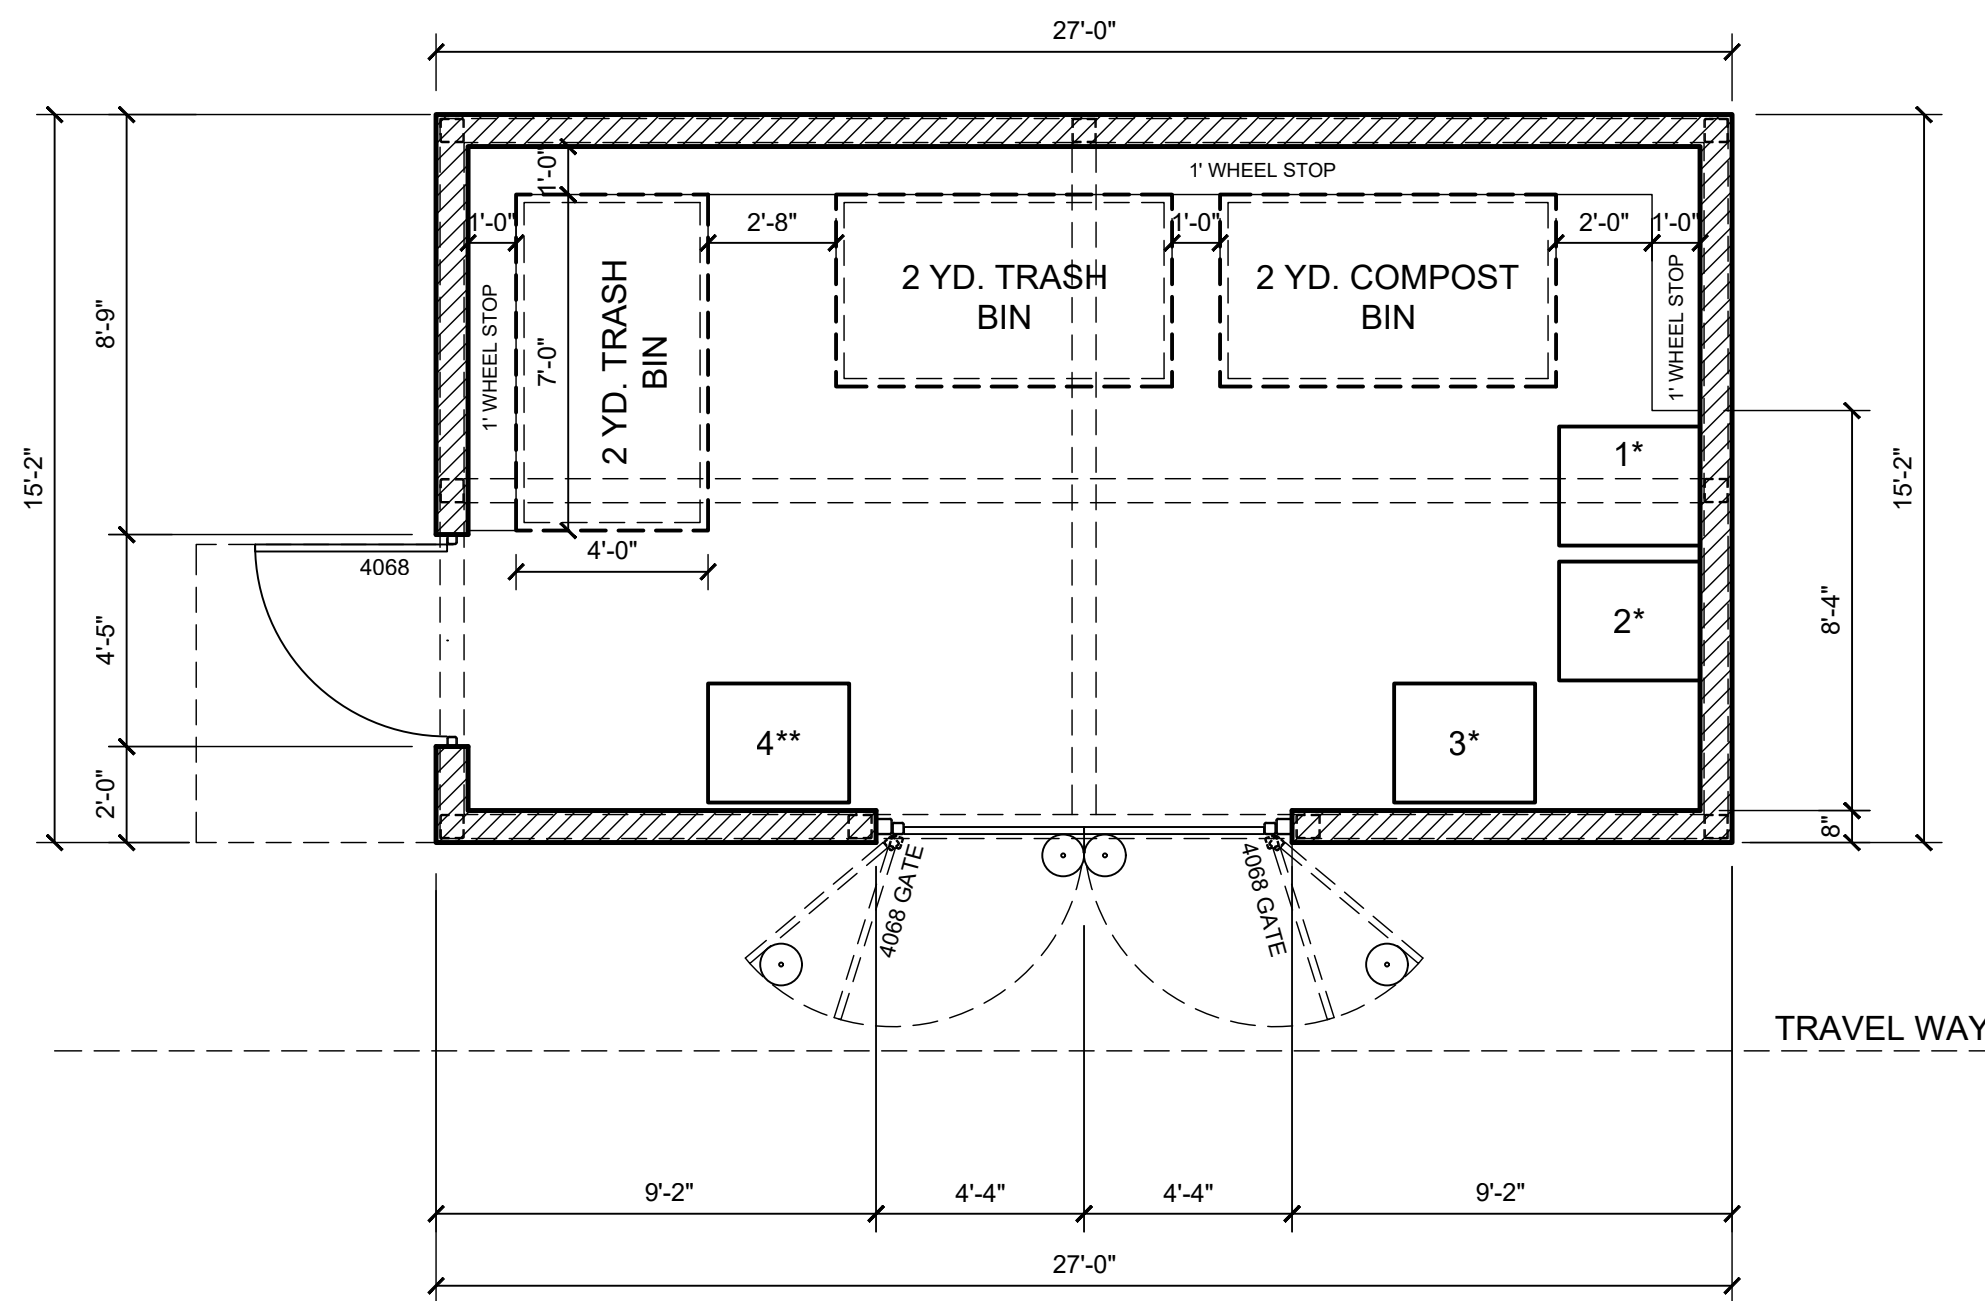 27'-0"
1' WHEEL STOP
1'-0"
1'-0"
2'-8"
1'-0"
2'-0"
1'-0"
2 YD. TRASH
BIN
2 YD. TRASH
BIN
2 YD. COMPOST
BIN
1' WHEEL STOP
1' WHEEL STOP
8'-9"
7'-0"
15'-2"
15'-2"
1*
4'-0"
4068
2*
8'-4"
4'-5"
4**
3*
2'-0"
8"
4068 GATE
4068 GATE
TRAVEL WAY
9'-2"
4'-4"
4'-4"
9'-2"
27'-0"